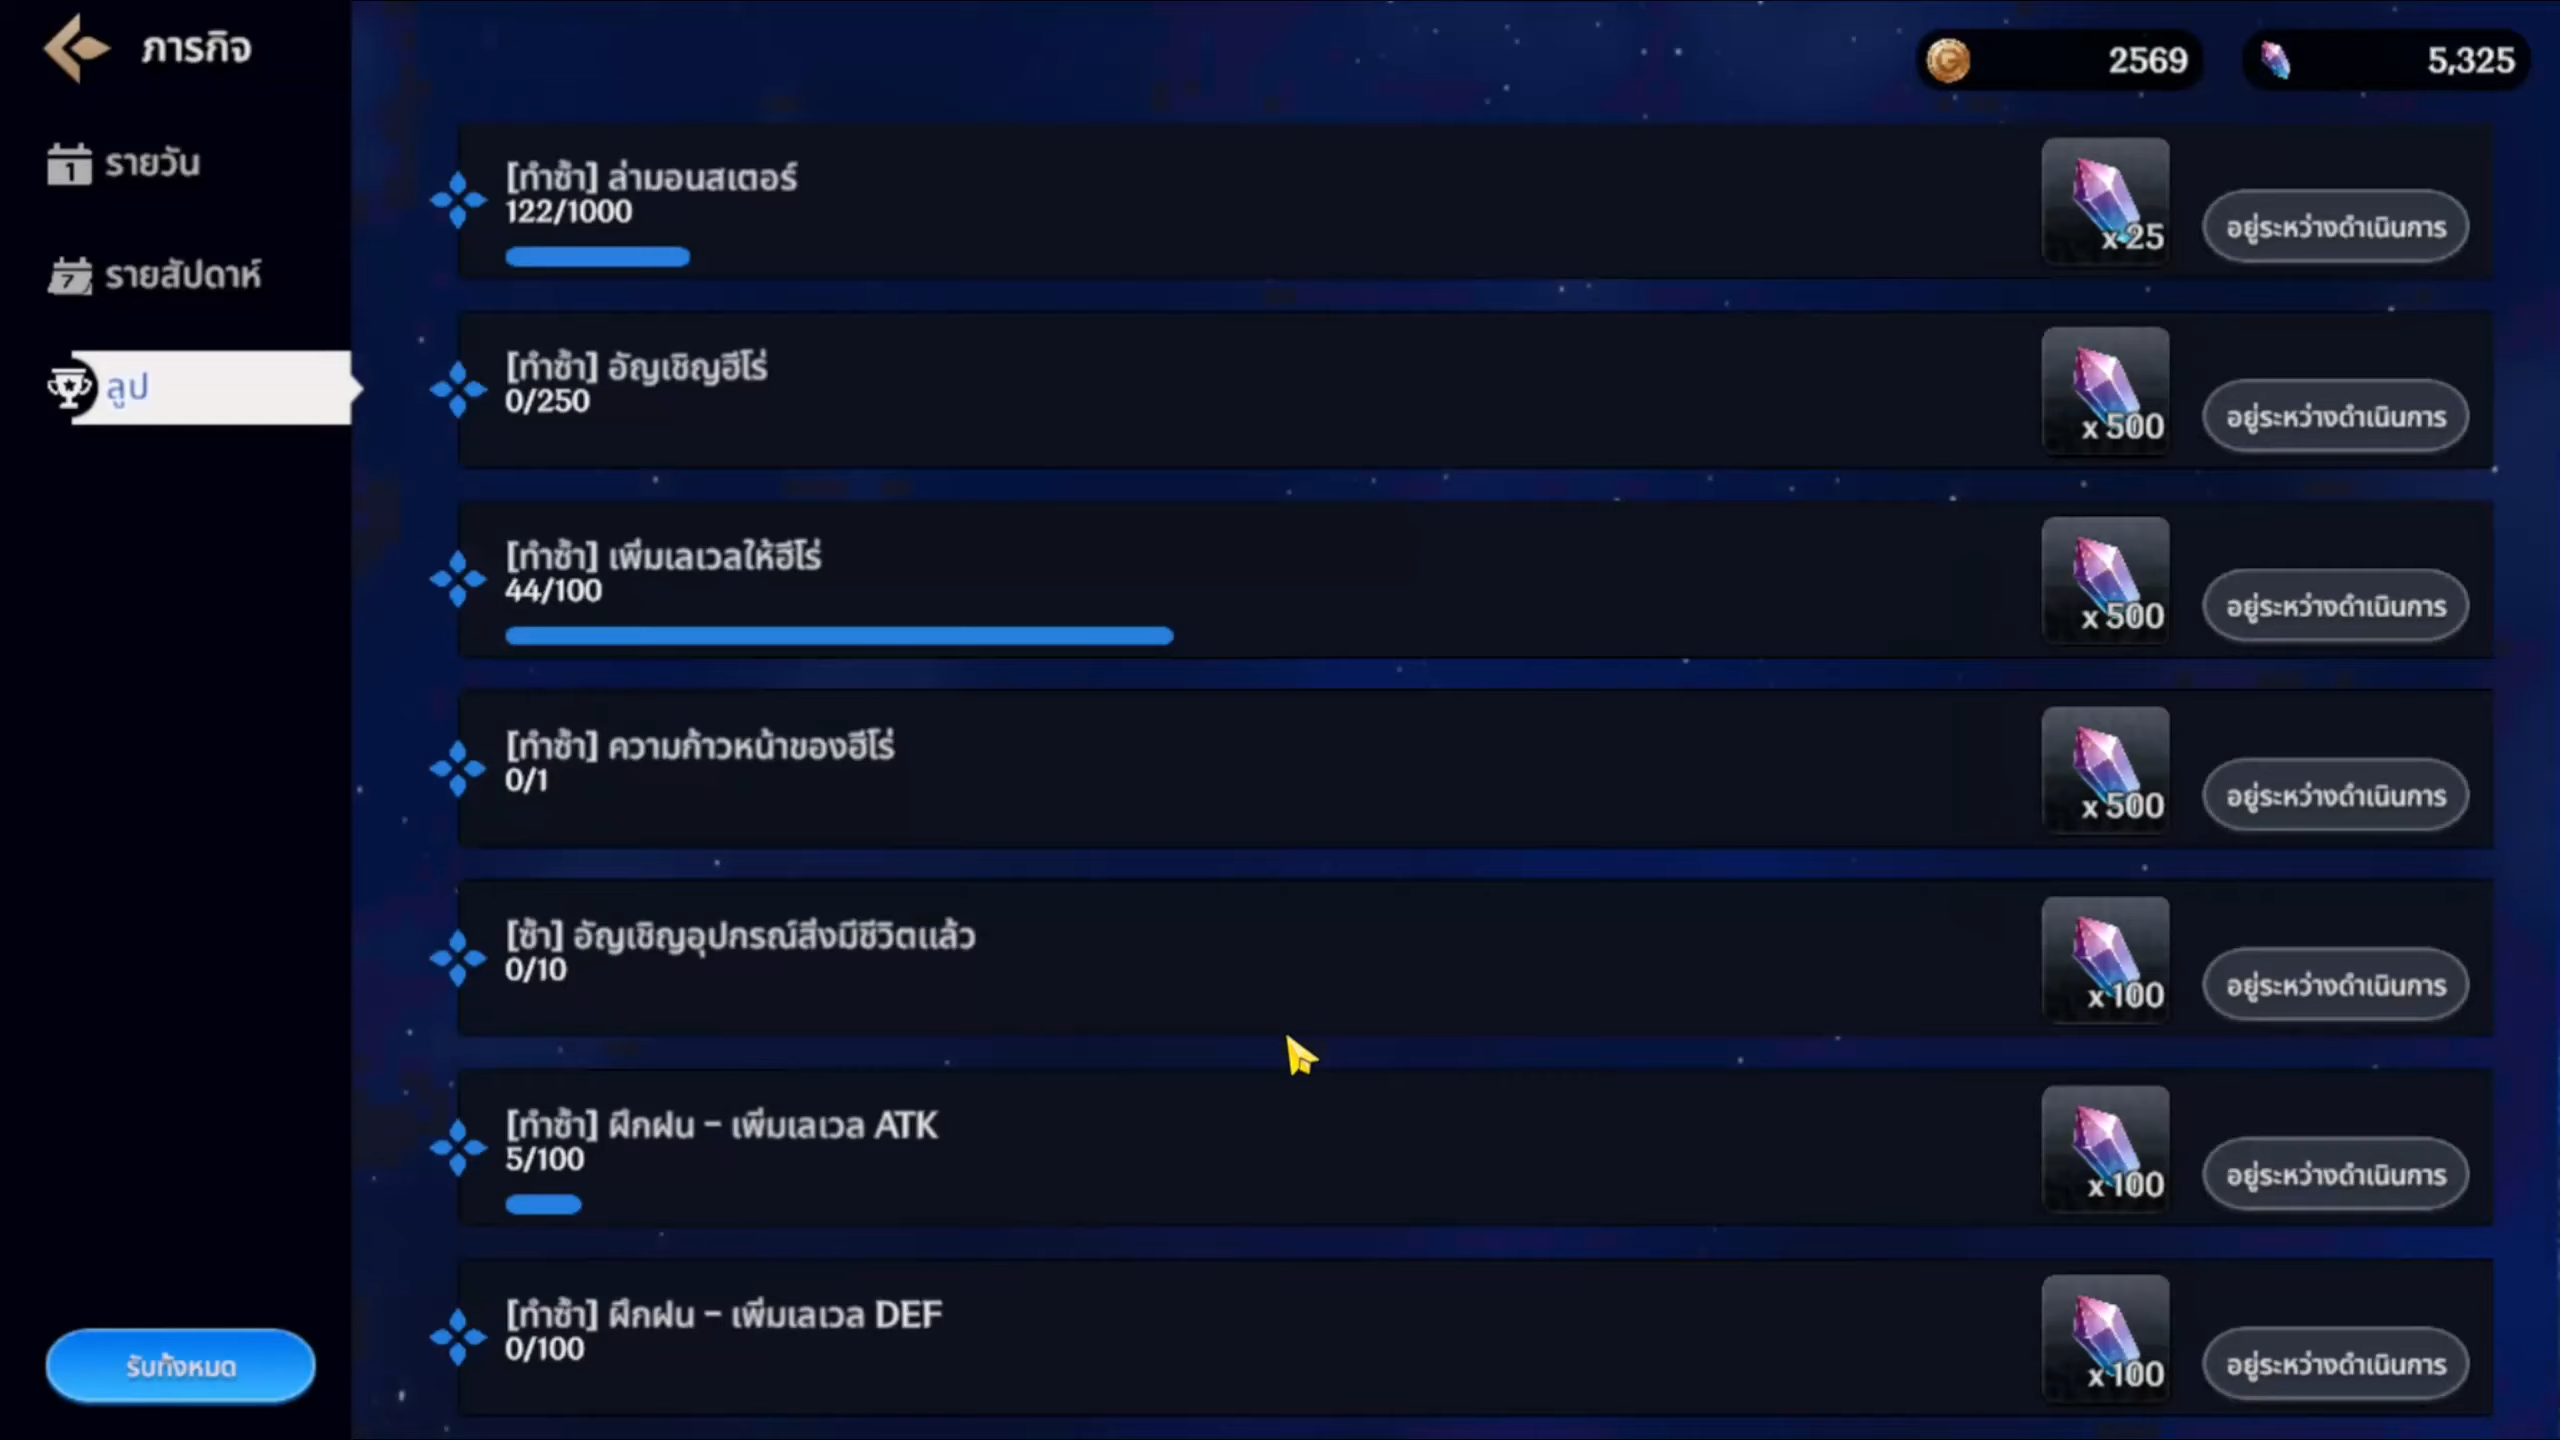 ภารกิจ
2569
5,325
1
รายวัน
7
รายสัปดาห์
ลูป
[ทำซ้ำ] ล่ามอนสเตอร์
122/1000
x 25
อยู่ระหว่างดำเนินการ
[ทำซ้ำ] อัญเชิญฮีโร่
0/250
x 500
อยู่ระหว่างดำเนินการ
[ทำซ้ำ] เพิ่มเลเวลให้ฮีโร่
44/100
x 500
อยู่ระหว่างดำเนินการ
[ทำซ้ำ] ความก้าวหน้าของฮีโร่
0/1
x 500
อยู่ระหว่างดำเนินการ
[ซ้ำ] อัญเชิญอุปกรณ์สิ่งมีชีวิตแล้ว
0/10
x 100
อยู่ระหว่างดำเนินการ
[ทำซ้ำ] ฝึกฝน - เพิ่มเลเวล ATK
5/100
x 100
อยู่ระหว่างดำเนินการ
[ทำซ้ำ] ฝึกฝน - เพิ่มเลเวล DEF
0/100
x 100
อยู่ระหว่างดำเนินการ
รับทั้งหมด